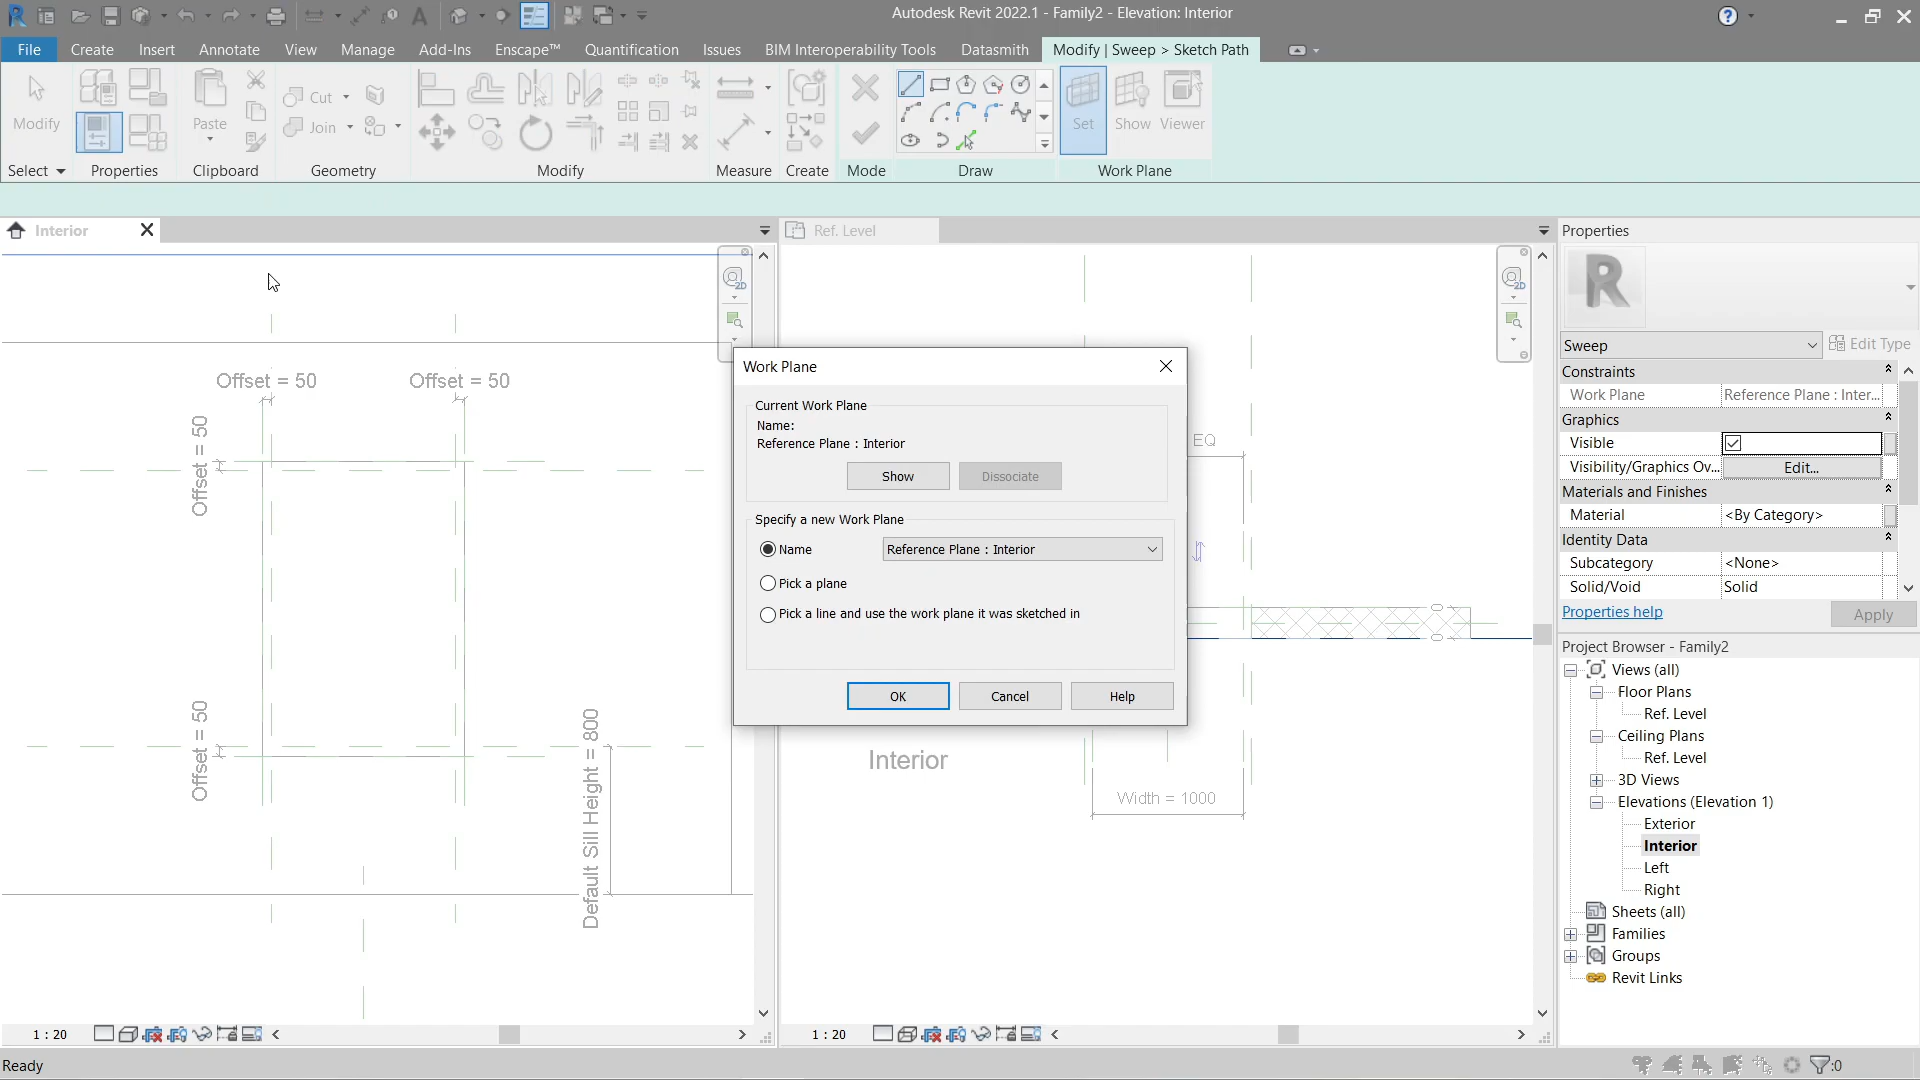 Autodesk Revit 2022.1 - Family2 - Elevation: Interior
File Create Insert Annotate View Manage Add-Ins Enscape™ Quantification Issues BIM Interoperability Tools Datasmith Modify | Sweep > Sketch Path
Modify
Paste
Cut
Join
Set Show Viewer
Select Properties Clipboard Geometry Modify Measure Create Mode Draw Work Plane
Interior
Ref. Level
Offset = 50 Offset = 50
Offset = 50
Offset = 50
Default Sill Height = 800
EQ
Interior
Width = 1000
Work Plane
Current Work Plane
Name:
Reference Plane : Interior
Show Dissociate
Specify a new Work Plane
Name Reference Plane : Interior
Pick a plane
Pick a line and use the work plane it was sketched in
OK Cancel Help
Properties
R
Sweep Edit Type
Constraints
Work Plane Reference Plane : Inter...
Graphics
Visible
Visibility/Graphics Ov... Edit...
Materials and Finishes
Material <By Category>
Identity Data
Subcategory <None>
Solid/Void Solid
Properties help Apply
Project Browser - Family2
Views (all)
Floor Plans
Ref. Level
Ceiling Plans
Ref. Level
3D Views
Elevations (Elevation 1)
Exterior
Interior
Left
Right
Sheets (all)
Families
Groups
Revit Links
1 : 20
1 : 20
Ready
:0